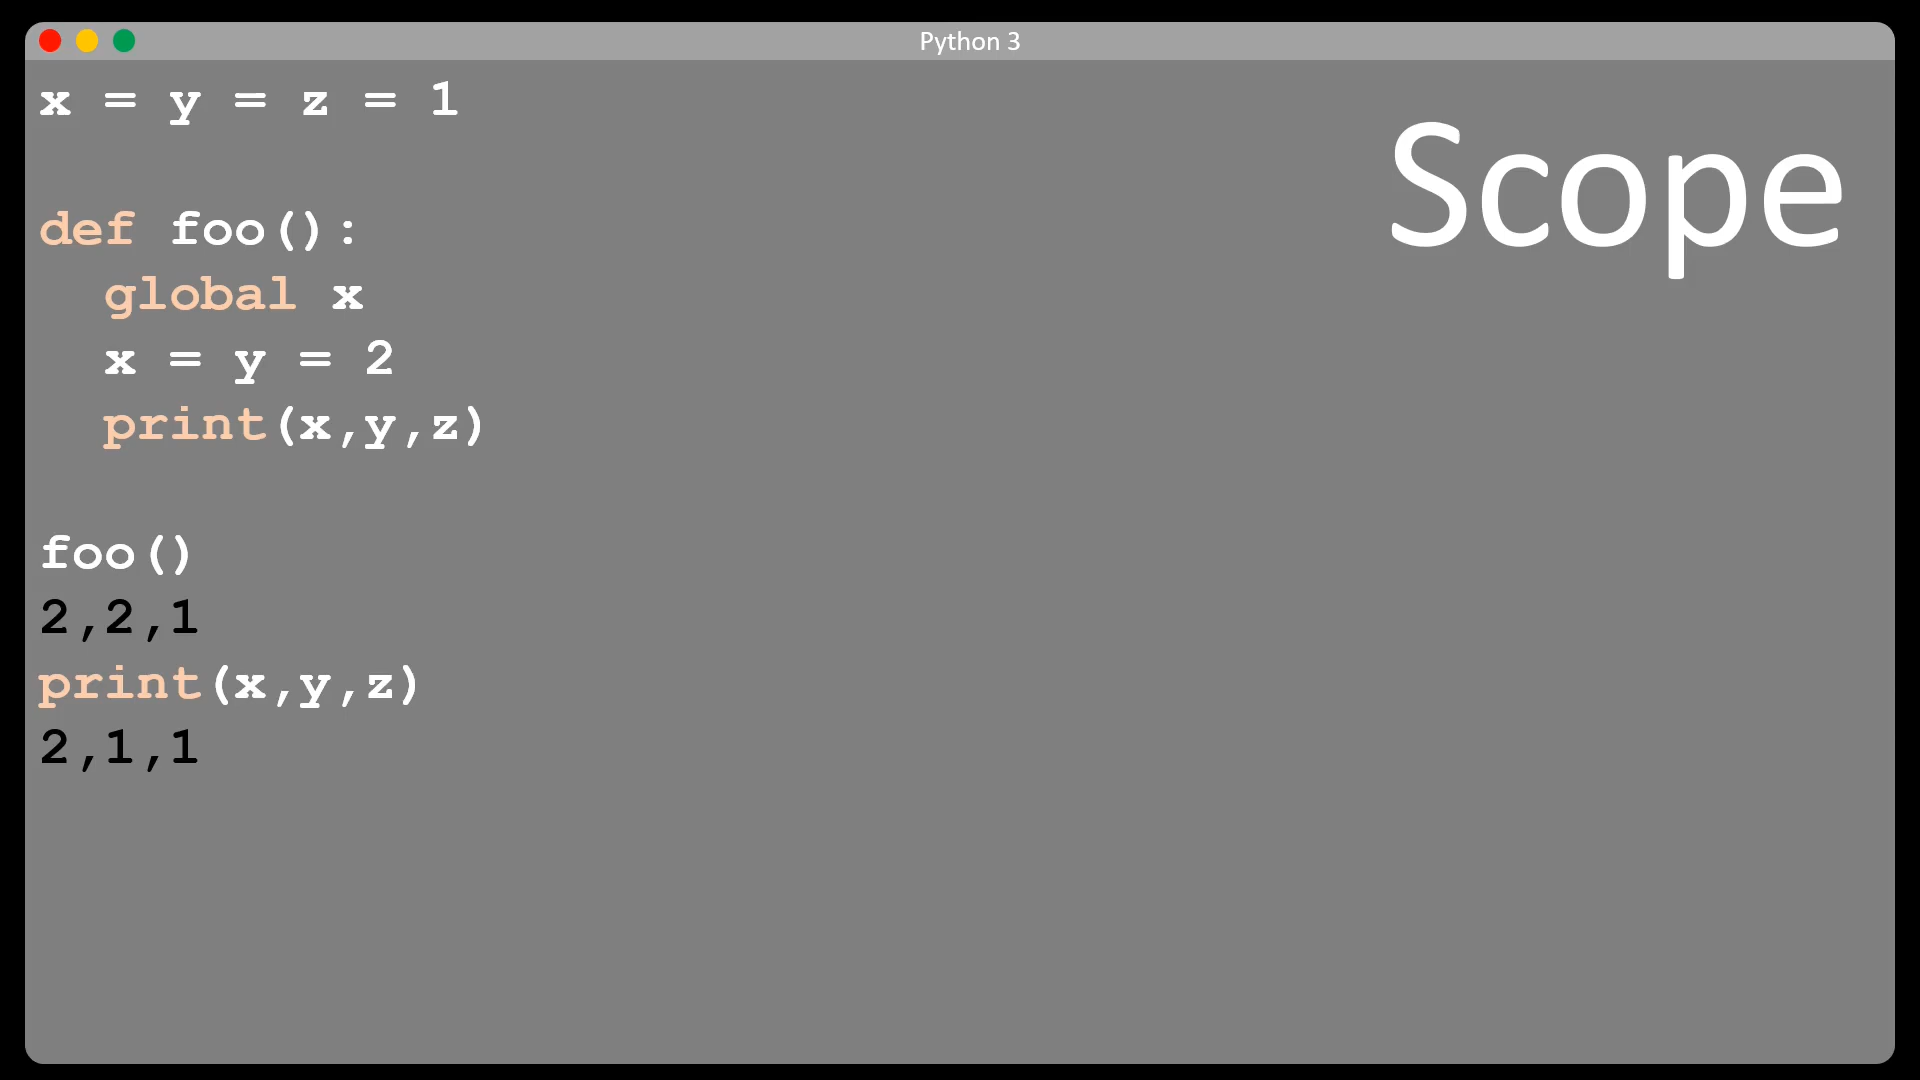 Python 3
x = y = z = 1
Scope
def foo():
  global x
  x = y = 2
  print(x,y,z)
foo()
2,2,1
print(x,y,z)
2,1,1